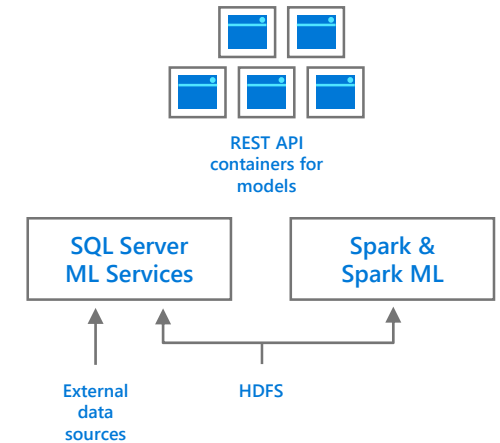 REST API
containers for
models
SQL Server
ML Services
Spark &
Spark ML
External
data
sources
HDFS